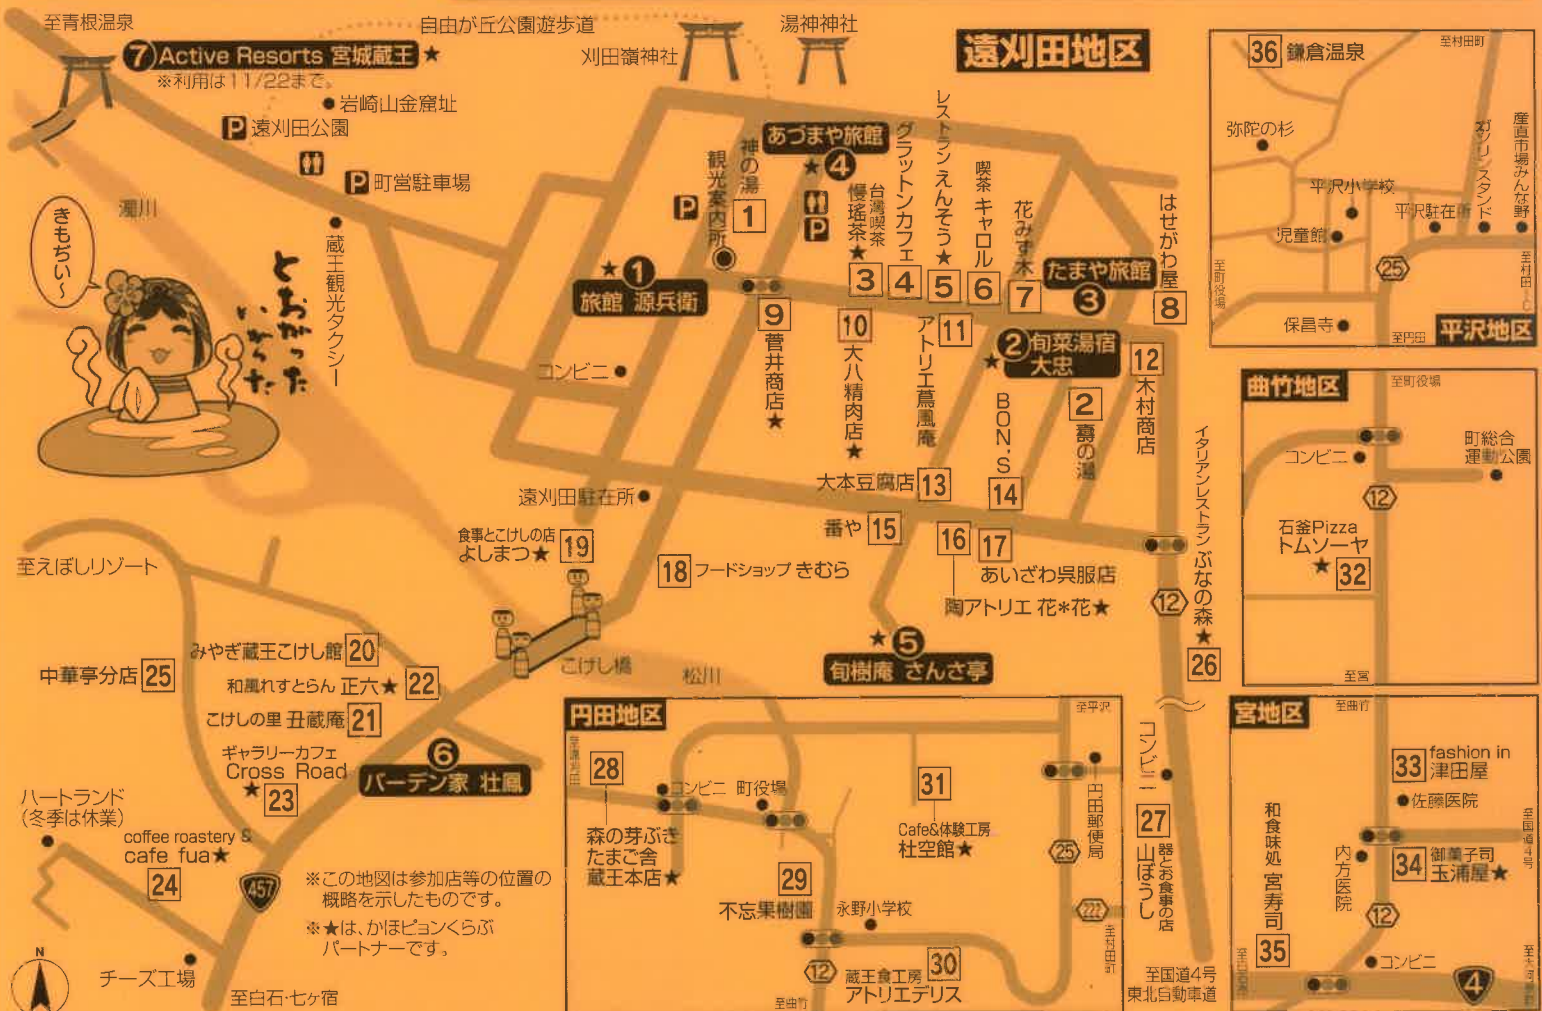 至青根温泉
自由が丘公園遊歩道
刈田嶺神社
湯神神社
遠刈田地区
⑦ Active Resorts 宮城蔵王 ★
※利用は11/22まで。
岩崎山金窟址
P 遠刈田公園
P 町営駐車場
濁川
蔵王観光タクシー
きもぢい〜
とおがった
いがらた
あづまや旅館
★ ④
神の湯
1
観光案内所
P
P
台湾喫茶
慢瑤茶★
3
グラットンカフェ
4
レストラン えんそう★
5
喫茶 キャロル
6
花みず木
7
たまや旅館
③
はせがわ屋
8
★ ①
旅館 源兵衛
9
菅井商店★
10
大八精肉店★
11
アトリエ蔦風庵
★ ② 旬菜湯宿
大忠
12
木村商店
2
壽の湯
BON'S
14
コンビニ
大本豆腐店 13
遠刈田駐在所
番や 15
16
17
あいざわ呉服店
陶アトリエ 花*花★
イタリアンレストラン ぶなの森★
26
12
食事とこけしの店
よしまつ★ 19
18 フードショップ きむら
★ ⑤
旬樹庵 さんさ亭
至えぼしリゾート
こけし橋
松川
みやぎ蔵王こけし館 20
中華亭分店 25
和風れすとらん 正六★ 22
こけしの里 丑蔵庵 21
ギャラリーカフェ
Cross Road
★ 23
⑥
バーデン家 壮鳳
ハートランド
(冬季は休業)
coffee roastery &
cafe fua★
24
457
※この地図は参加店等の位置の
概略を示したものです。
※★は、かほピョンくらぶ
パートナーです。
N
チーズ工場
至白石・七ヶ宿
円田地区
至遠刈田
至平沢
28
森の芽ぶき
たまご舎
蔵王本店★
コンビニ
町役場
31
Cafe&体験工房
杜空館★
円田郵便局
25
222
至村田町
29
不忘果樹園
永野小学校
12
蔵王食工房 30
アトリエデリス
至曲竹
コンビニ
27
器とお食事の店
山ぼうし
至国道4号
東北自動車道
36 鎌倉温泉
至村田町
弥陀の杉
平沢小学校
児童館
平沢駐在所
ガソリンスタンド
産直市場みんな野
25
至町役場
保昌寺
至円田
平沢地区
曲竹地区
至町役場
コンビニ
町総合
運動公園
12
石釜Pizza
トムソーヤ
★ 32
至宮
宮地区
至曲竹
33 fashion in
津田屋
佐藤医院
至国道4号
34 御菓子司
玉浦屋★
内方医院
12
和食味処 宮寿司
35
コンビニ
4